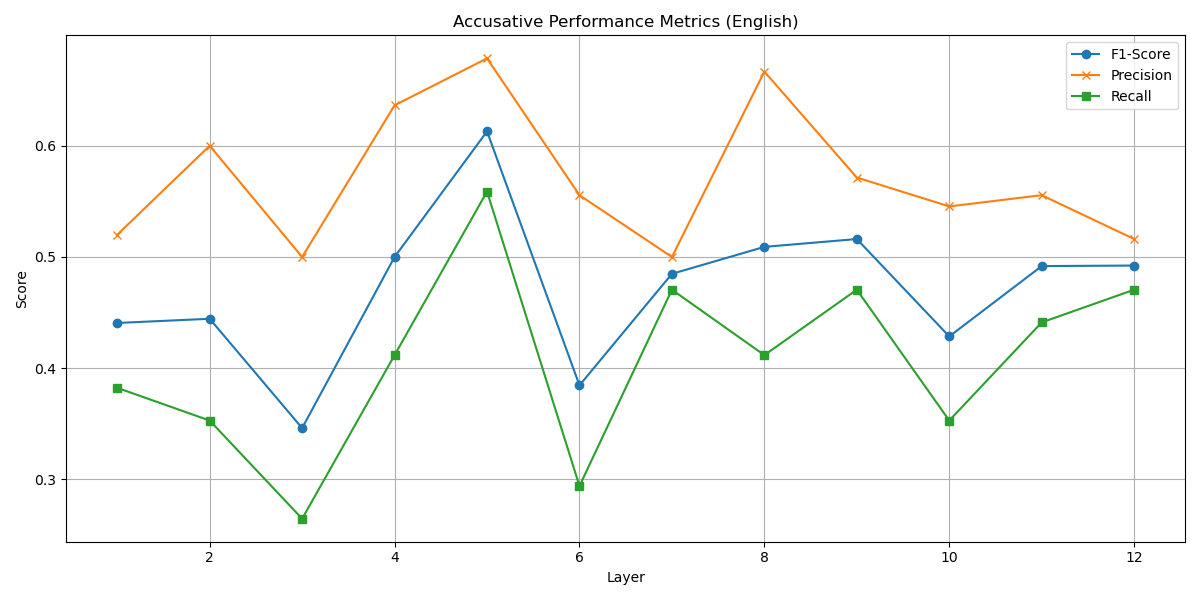 Accusative Performance Metrics (English)
F1-Score
Precision
Recall
Score
0.6
0.5
0.4
0.3
2 4 6 8 10 12
Layer